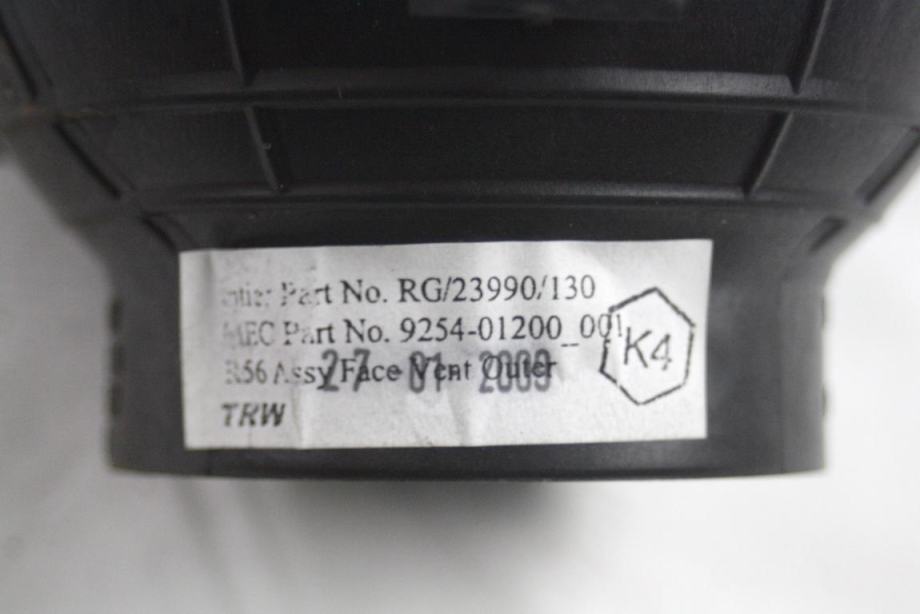 Part No. RG/23990/130
MEC Part No. 9254-01200_001
K4
R56 Assy Face Vent Outer
27 01 2009
TRW